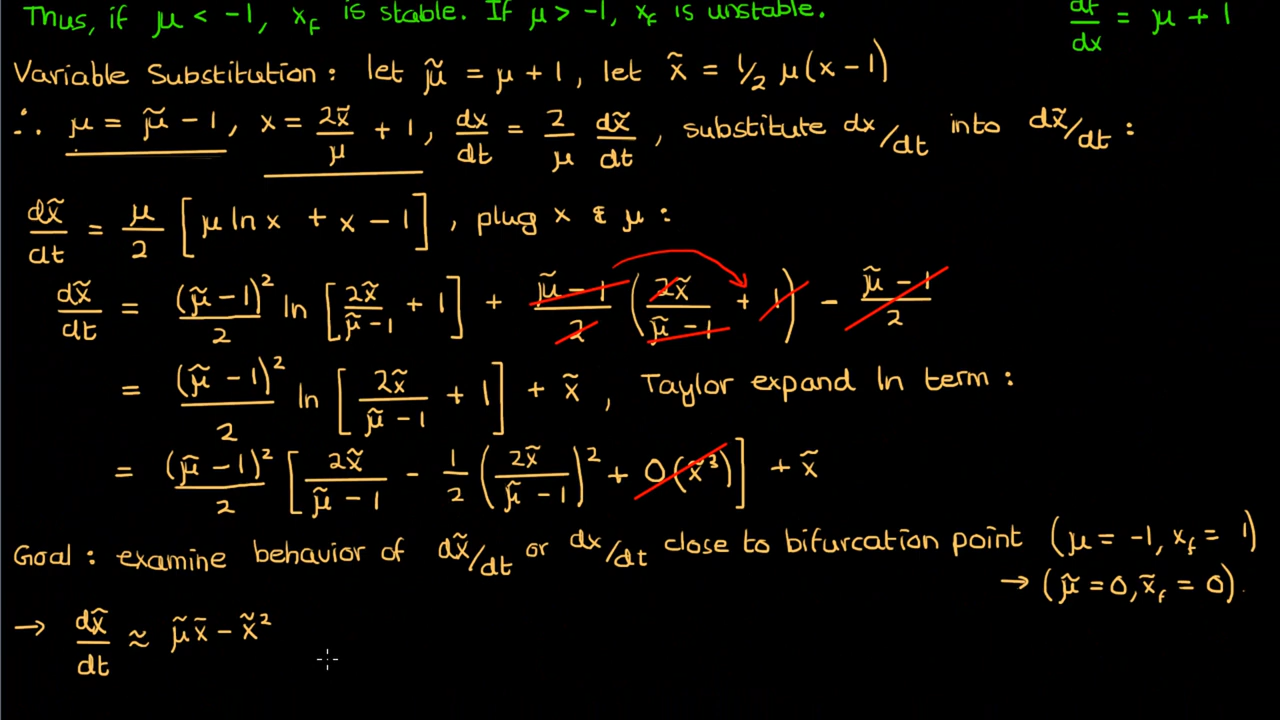 Thus, if μ < -1, x_f is stable. If μ > -1, x_f is unstable.
df/dx = μ + 1
Variable Substitution: let μ̃ = μ + 1, let x̃ = 1/2 μ(x - 1)
∴ μ = μ̃ - 1, x = 2x̃/μ + 1, dx/dt = 2/μ dx̃/dt, substitute dx/dt into dx̃/dt:
dx̃/dt = μ/2 [μ ln x + x - 1], plug x & μ:
dx̃/dt = (μ̃ - 1)²/2 ln [2x̃/(μ̃ - 1) + 1] + (μ̃ - 1)/2 (2x̃/(μ̃ - 1) + 1) - (μ̃ - 1)/2
= (μ̃ - 1)²/2 ln [2x̃/(μ̃ - 1) + 1] + x̃, Taylor expand ln term:
= (μ̃ - 1)²/2 [2x̃/(μ̃ - 1) - 1/2 (2x̃/(μ̃ - 1))² + O(x̃³)] + x̃
Goal: examine behavior of dx̃/dt or dx/dt close to bifurcation point (μ = -1, x_f = 1)
→ (μ̃ = 0, x̃_f = 0).
→ dx̃/dt ≈ μ̃x̃ - x̃²